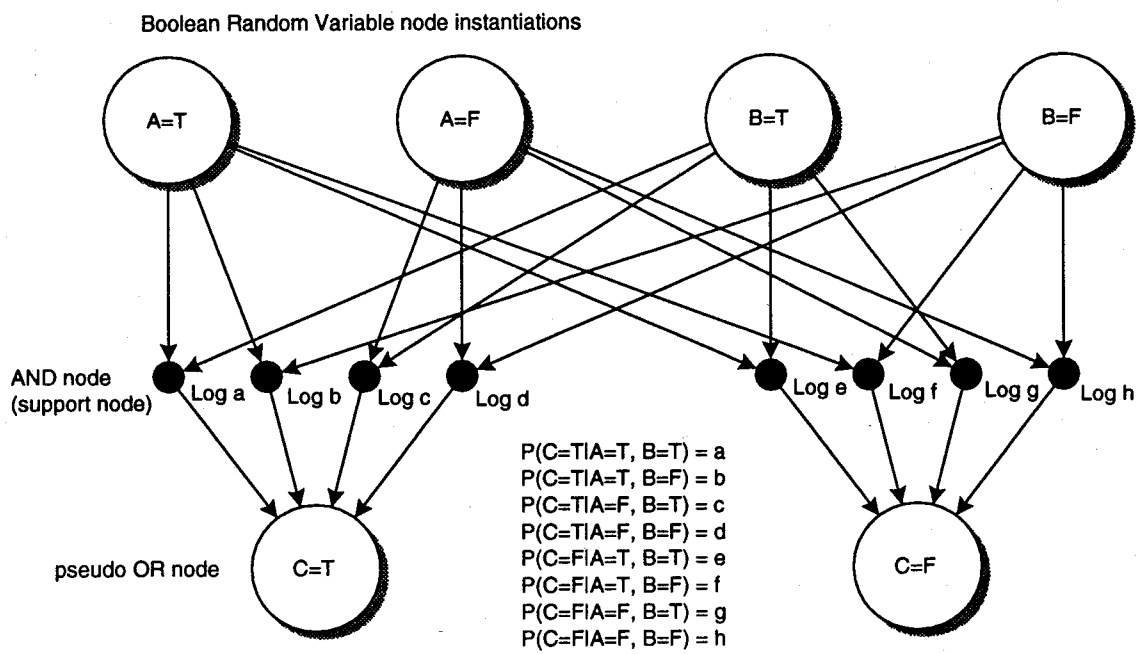 Boolean Random Variable node instantiations
A=T
A=F
B=T
B=F
AND node
(support node)
Log a
Log b
Log c
Log d
Log e
Log f
Log g
Log h
P(C=T|A=T, B=T) = a
P(C=T|A=T, B=F) = b
P(C=T|A=F, B=T) = c
P(C=T|A=F, B=F) = d
P(C=F|A=T, B=T) = e
P(C=F|A=T, B=F) = f
P(C=F|A=F, B=T) = g
P(C=F|A=F, B=F) = h
pseudo OR node
C=T
C=F